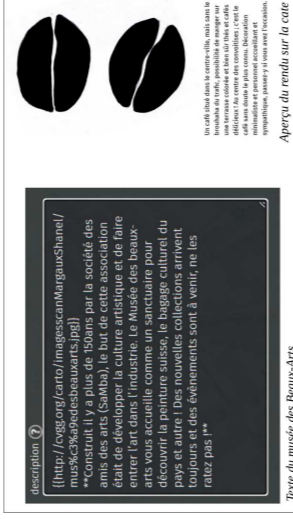 description ?
{{http://cvgg.org/carto/imagesscanMargauxShanel/
mus%c3%a9edesbeauxarts.jpg}}
**Construit il y a plus de 150ans par la société des
amis des arts (SaMba), le but de cette association
était de développer la culture artistique et de faire
entrer l'art dans l'industrie. Le Musée des beaux-
arts vous accueille comme un sanctuaire pour
découvrir la peinture suisse, le bagage culturel du
pays et autre ! Des nouvelles collections arrivent
toujours et des événements sont à venir, ne les
ratez pas !**
Texte du musée des Beaux-Arts
Un café situé dans le centre-ville, mais sans le
brouhaha du trafic, possibilité de manger sur
une terrasse colorée et bien sûr thés et cafés
délicieux ! Au centre des convoitines ; c'est le
café sans doute le plus connu. Décoration
minimaliste et personnel accueillant et
sympathique, passez-y si vous avez l'occasion.
Aperçu du rendu sur la cate